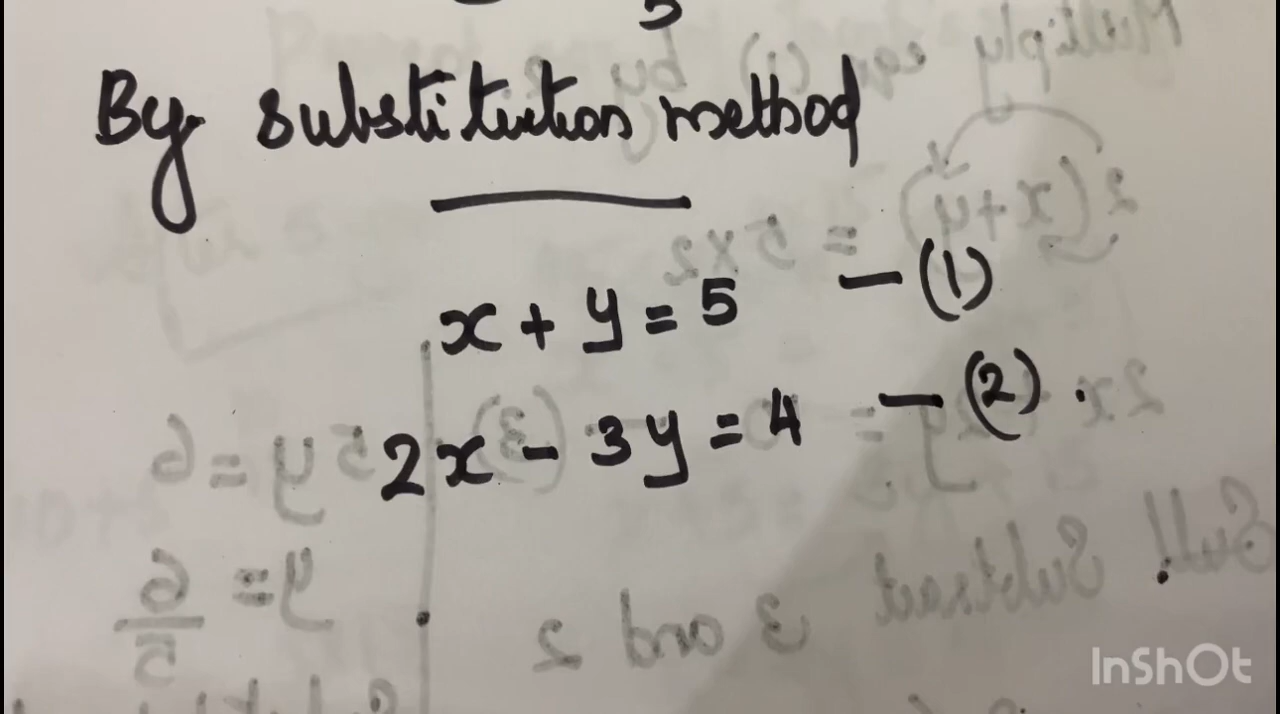 By substitution method
x + y = 5 — (1)
2x - 3y = 4 — (2).
InShOt